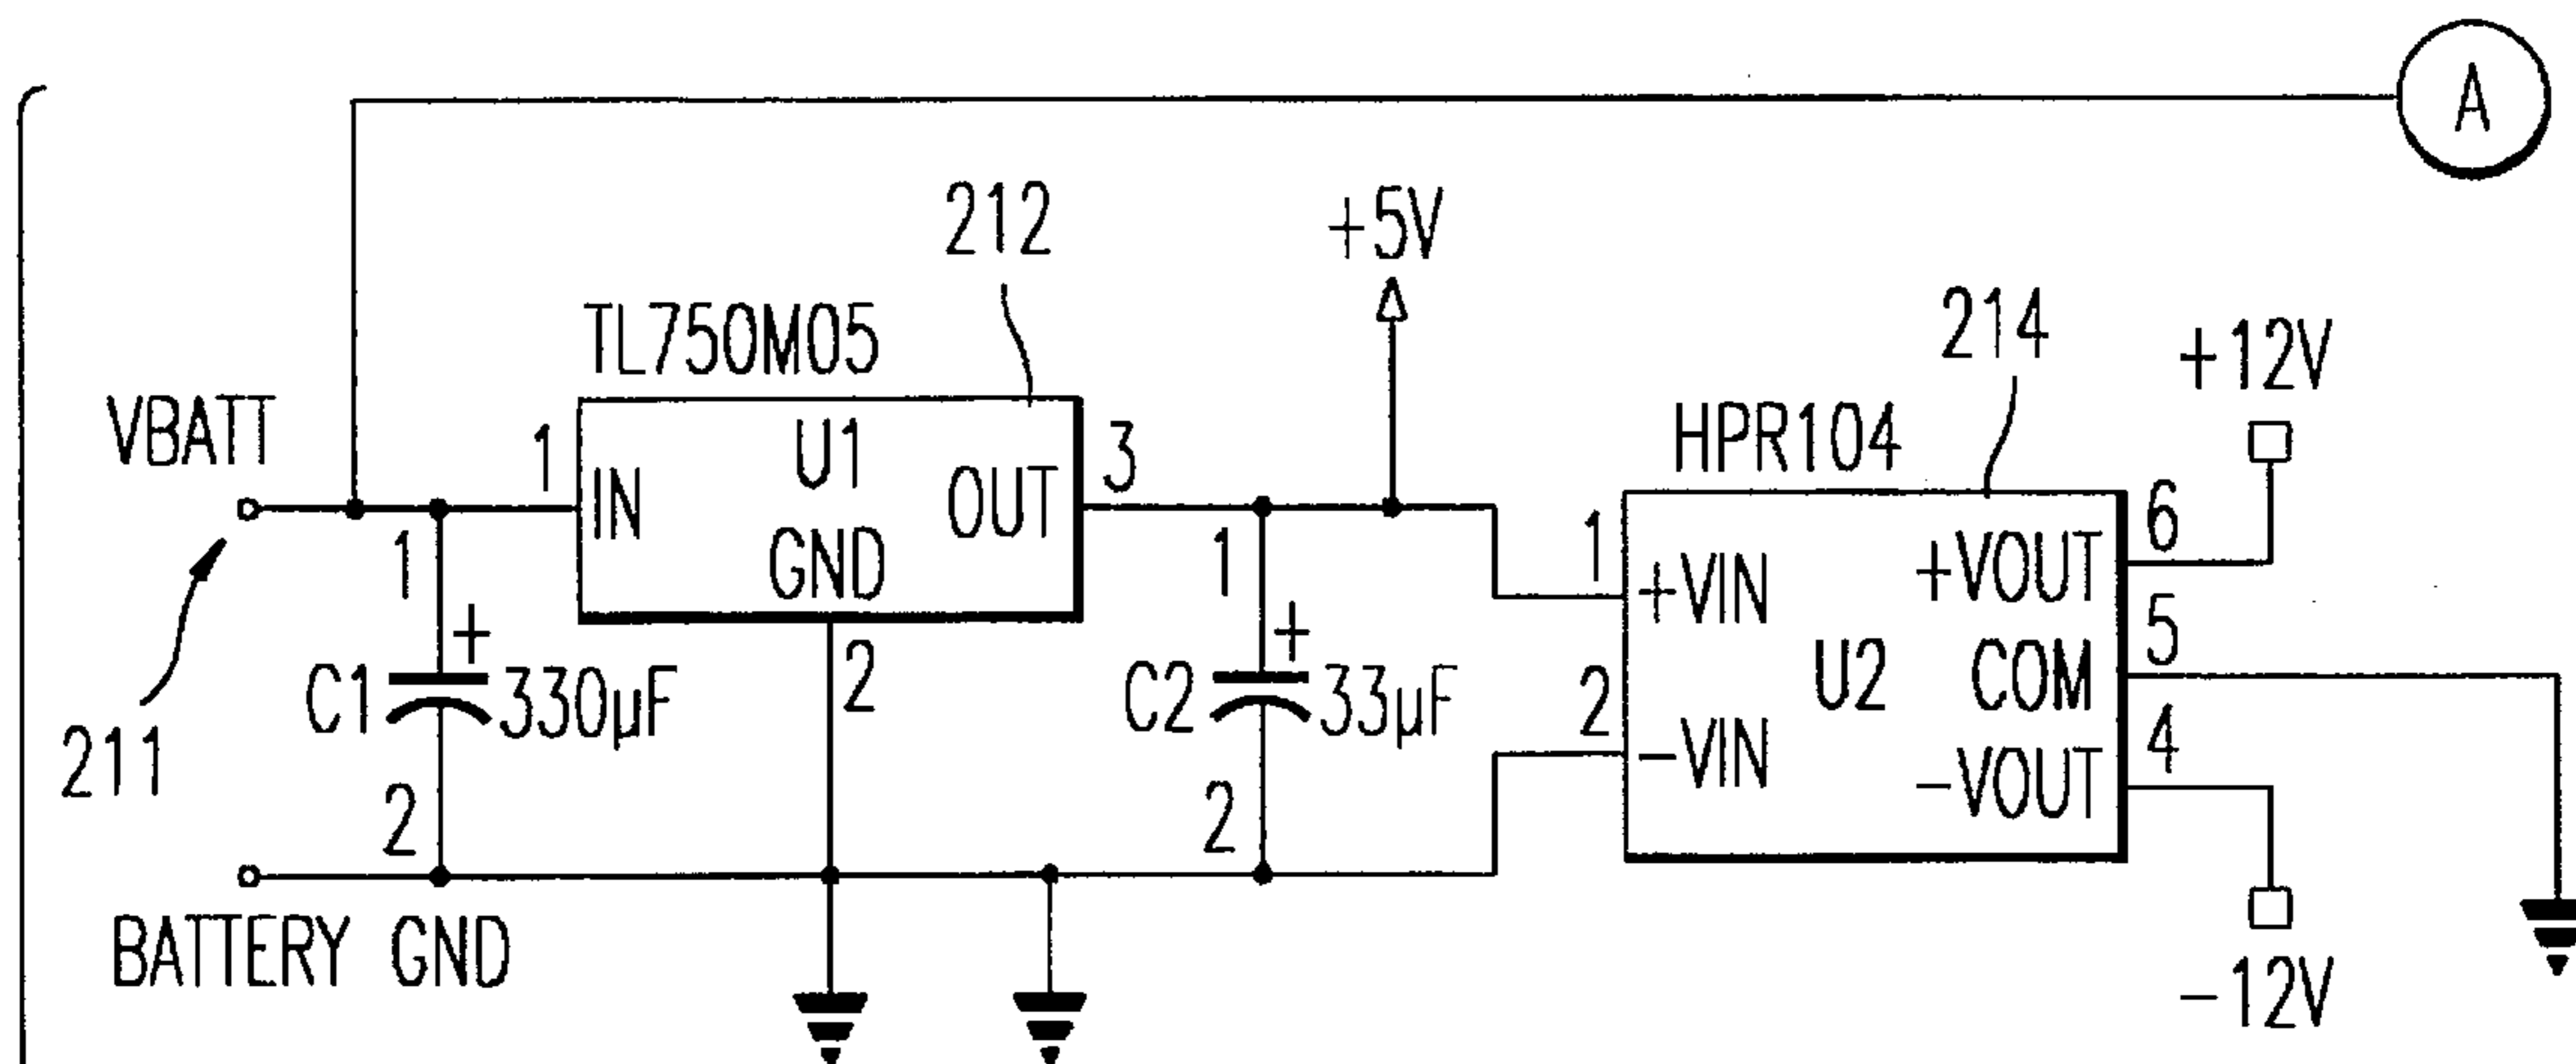 A
212
+5V
TL750M05
214
+12V
VBATT
HPR104
1
IN
U1
GND
OUT
3
2
1
C1
+
330µF
2
211
1
C2
+
33µF
2
1
+VIN
2
-VIN
U2
+VOUT
COM
-VOUT
6
5
4
BATTERY GND
-12V